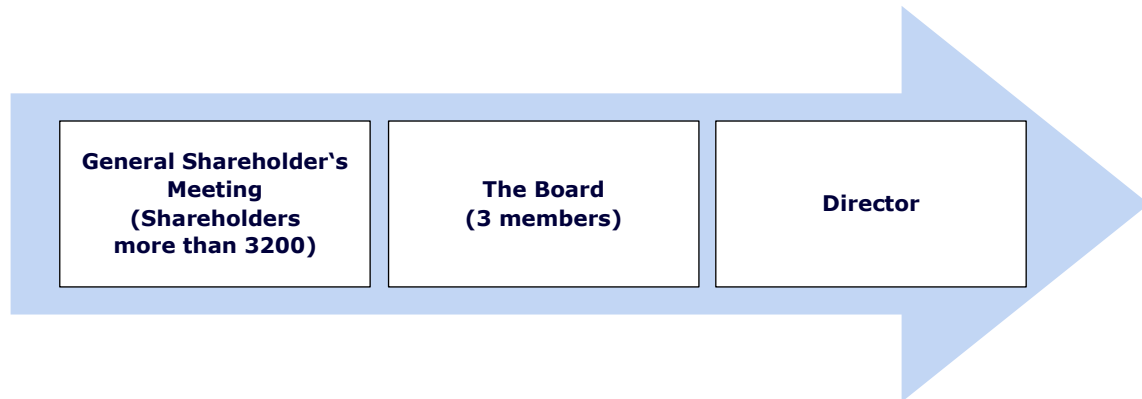 General Shareholder‘s
Meeting
(Shareholders
more than 3200)
The Board
(3 members)
Director